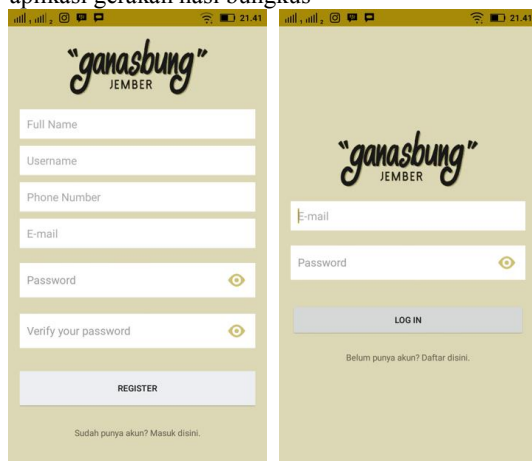 aplikasi gerakan nasi bungkus
21.41
21.41
"ganasbung"
JEMBER
Full Name
Username
Phone Number
E-mail
Password
Verify your password
REGISTER
Sudah punya akun? Masuk disini.
"ganasbung"
JEMBER
E-mail
Password
LOG IN
Belum punya akun? Daftar disini.